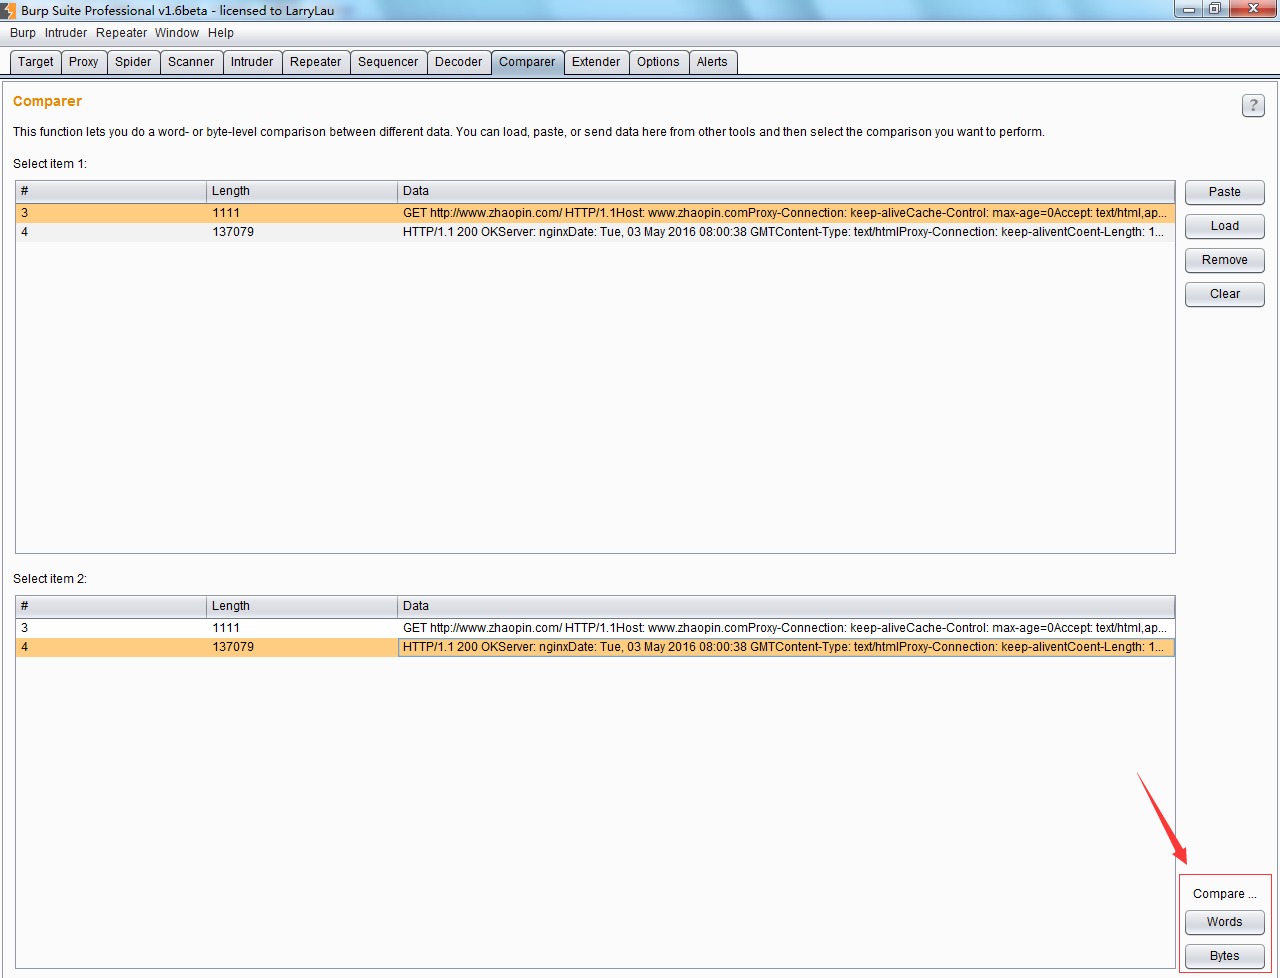 Burp Suite Professional v1.6beta - licensed to LarryLau
Burp Intruder Repeater Window Help
Target Proxy Spider Scanner Intruder Repeater Sequencer Decoder Comparer Extender Options Alerts
Comparer
?
This function lets you do a word- or byte-level comparison between different data. You can load, paste, or send data here from other tools and then select the comparison you want to perform.
Select item 1:
# Length Data
3 1111 GET http://www.zhaopin.com/ HTTP/1.1Host: www.zhaopin.comProxy-Connection: keep-aliveCache-Control: max-age=0Accept: text/html,ap...
4 137079 HTTP/1.1 200 OKServer: nginxDate: Tue, 03 May 2016 08:00:38 GMTContent-Type: text/htmlProxy-Connection: keep-aliventCoent-Length: 1...
Paste
Load
Remove
Clear
Select item 2:
# Length Data
3 1111 GET http://www.zhaopin.com/ HTTP/1.1Host: www.zhaopin.comProxy-Connection: keep-aliveCache-Control: max-age=0Accept: text/html,ap...
4 137079 HTTP/1.1 200 OKServer: nginxDate: Tue, 03 May 2016 08:00:38 GMTContent-Type: text/htmlProxy-Connection: keep-aliventCoent-Length: 1...
Compare ...
Words
Bytes